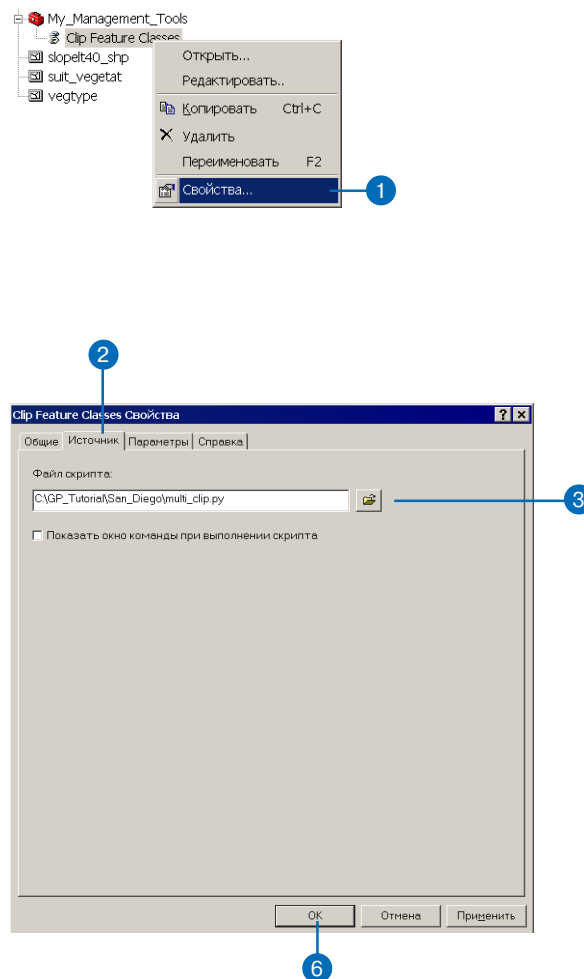 My_Management_Tools
Clip Feature Classes
slopelt40_shp
suit_vegetat
vegtype
Открыть...
Редактировать..
Копировать Ctrl+C
Удалить
Переименовать F2
Свойства...
1
2
Clip Feature Classes Свойства
Общие Источник Параметры Справка
Файл скрипта:
C:\GP_Tutorial\San_Diego\multi_clip.py
3
Показать окно команды при выполнении скрипта
OK Отмена Применить
6